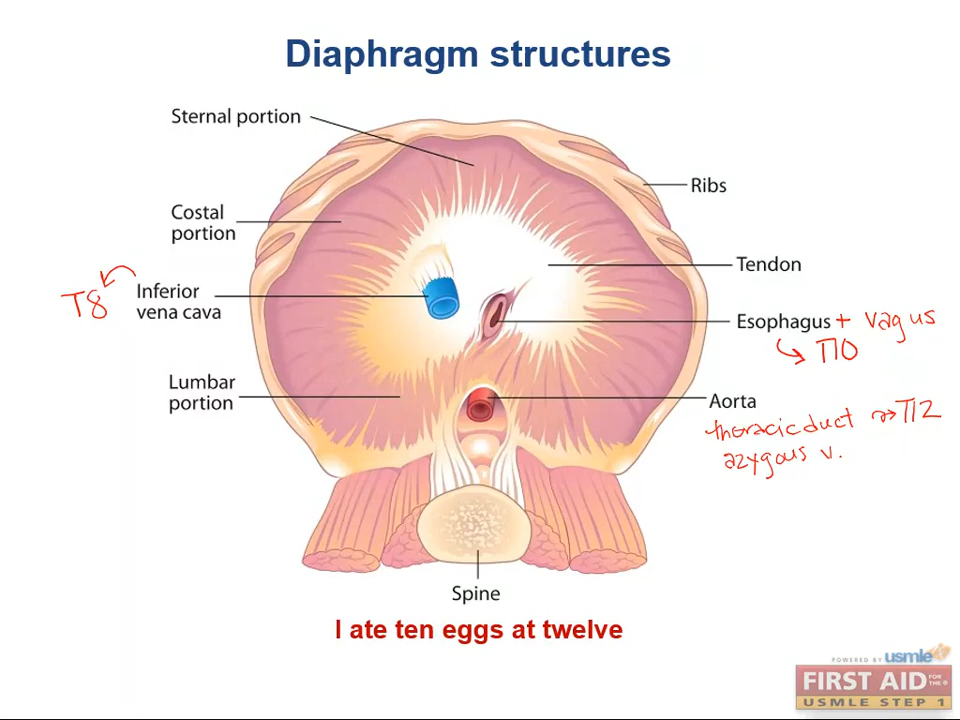 Diaphragm structures
Sternal portion
Ribs
Costal
portion
Tendon
T8
Inferior
vena cava
Esophagus + vagus
T10
Lumbar
portion
Aorta
thoracic duct → T12
azygous v.
Spine
I ate ten eggs at twelve
POWERED BY usmle
FIRST AID FOR THE®
USMLE STEP 1